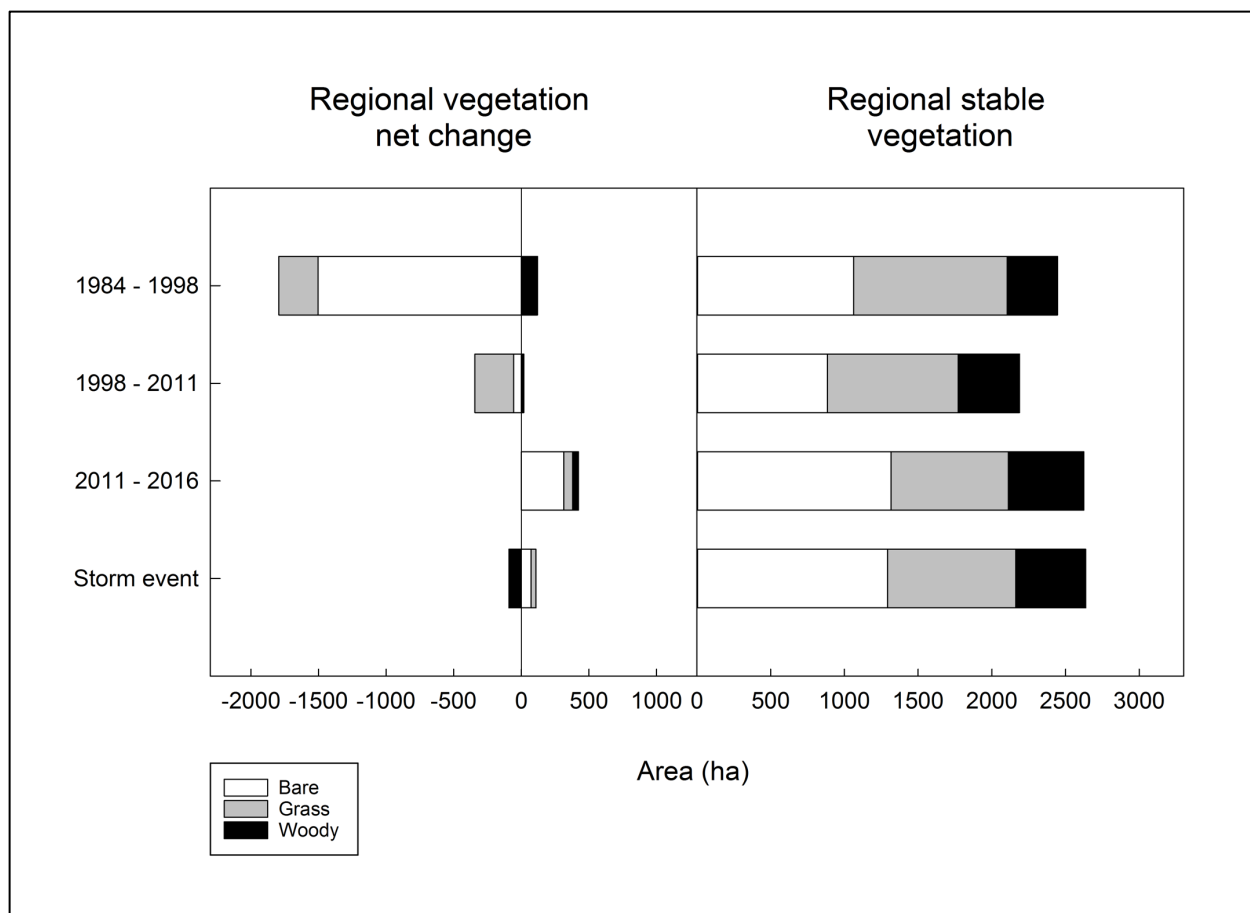 Regional vegetation
net change
Regional stable
vegetation
1984 - 1998
1998 - 2011
2011 - 2016
Storm event
-2000 -1500 -1000 -500 0 500 1000 0 500 1000 1500 2000 2500 3000
Area (ha)
Bare
Grass
Woody